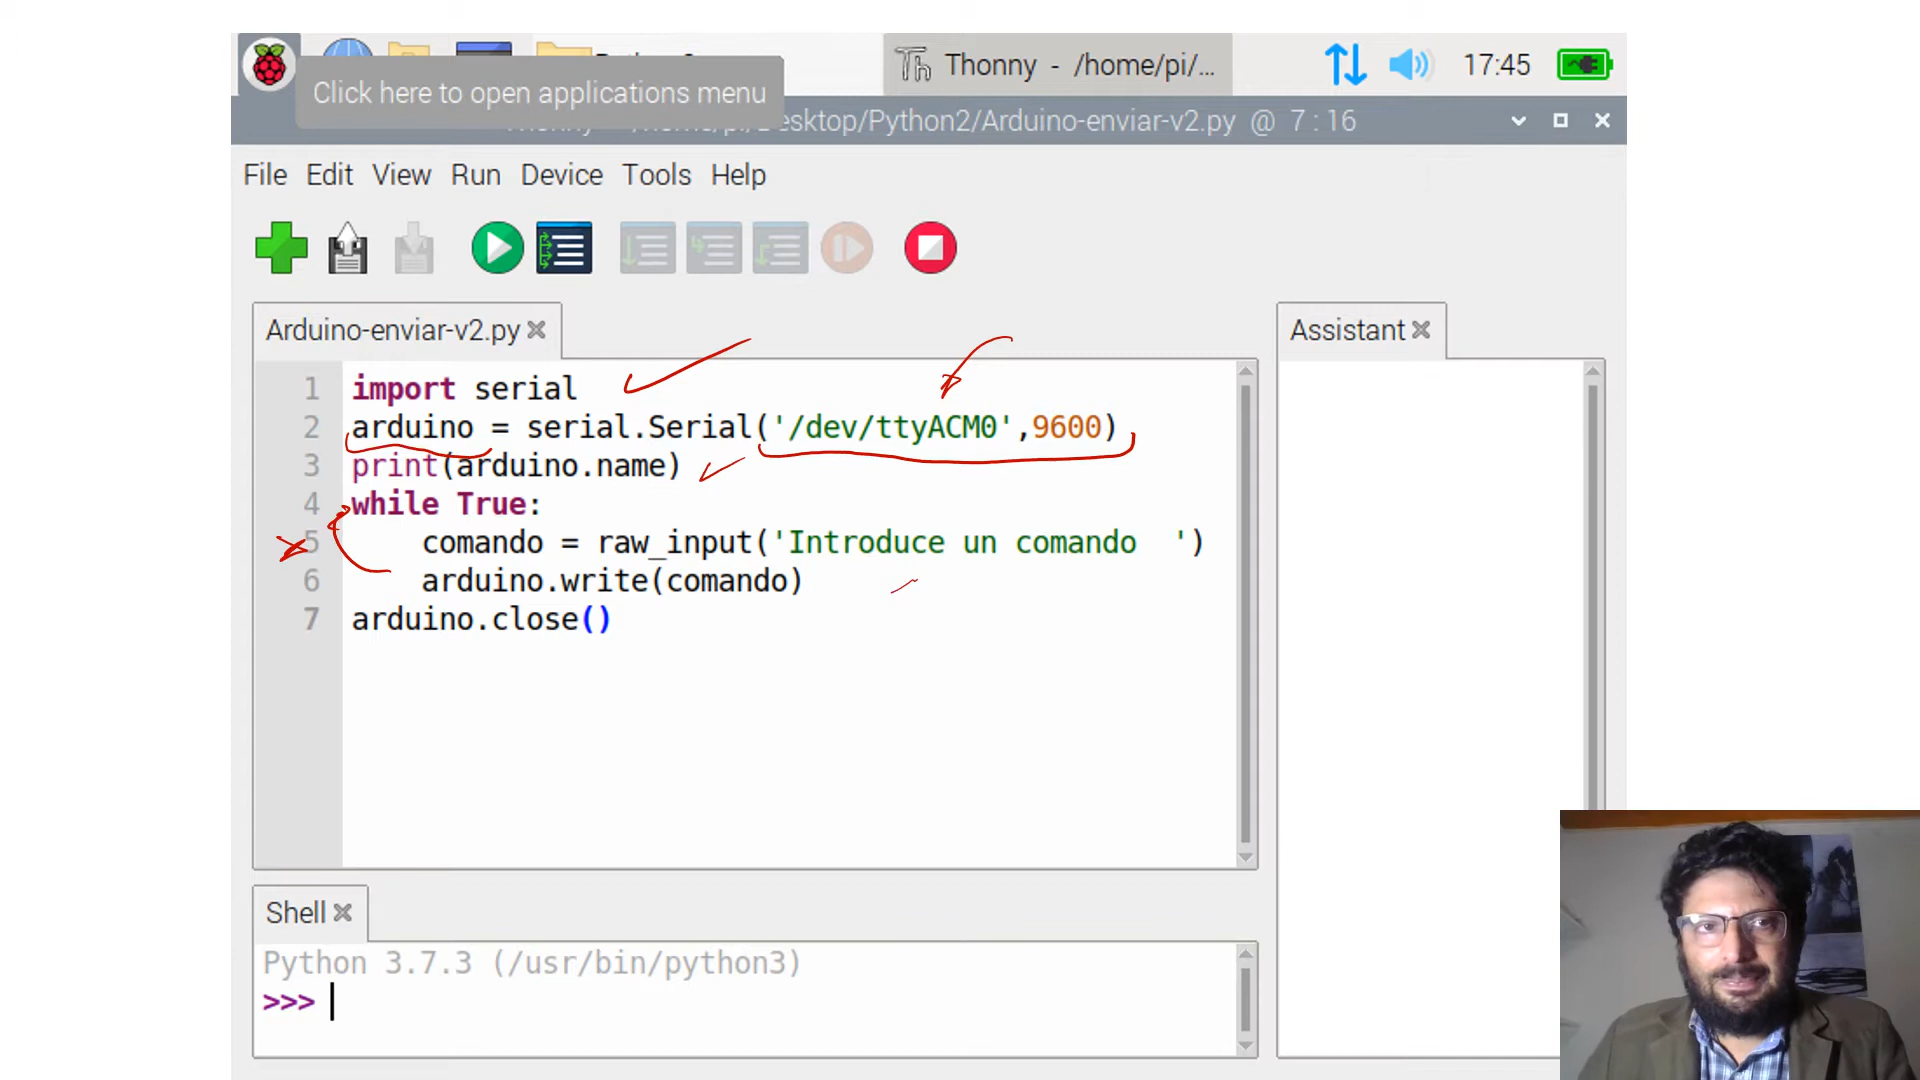 Click here to open applications menu
Thonny - /home/pi/...
17:45
Desktop/Python2/Arduino-enviar-v2.py @ 7 : 16
File Edit View Run Device Tools Help
Arduino-enviar-v2.py
Assistant
1 import serial
2 arduino = serial.Serial('/dev/ttyACM0',9600)
3 print(arduino.name)
4 while True:
5 comando = raw_input('Introduce un comando  ')
6 arduino.write(comando)
7 arduino.close()
Shell
Python 3.7.3 (/usr/bin/python3)
>>>